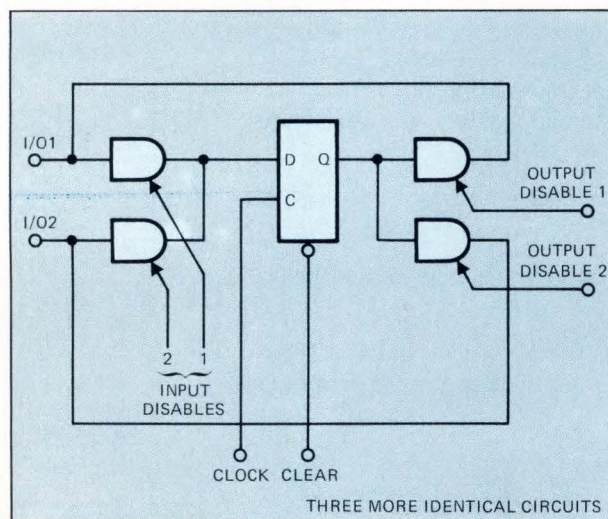 I/O1
I/O2
D Q
C
OUTPUT
DISABLE 1
OUTPUT
DISABLE 2
2 1
INPUT
DISABLES
CLOCK CLEAR
THREE MORE IDENTICAL CIRCUITS